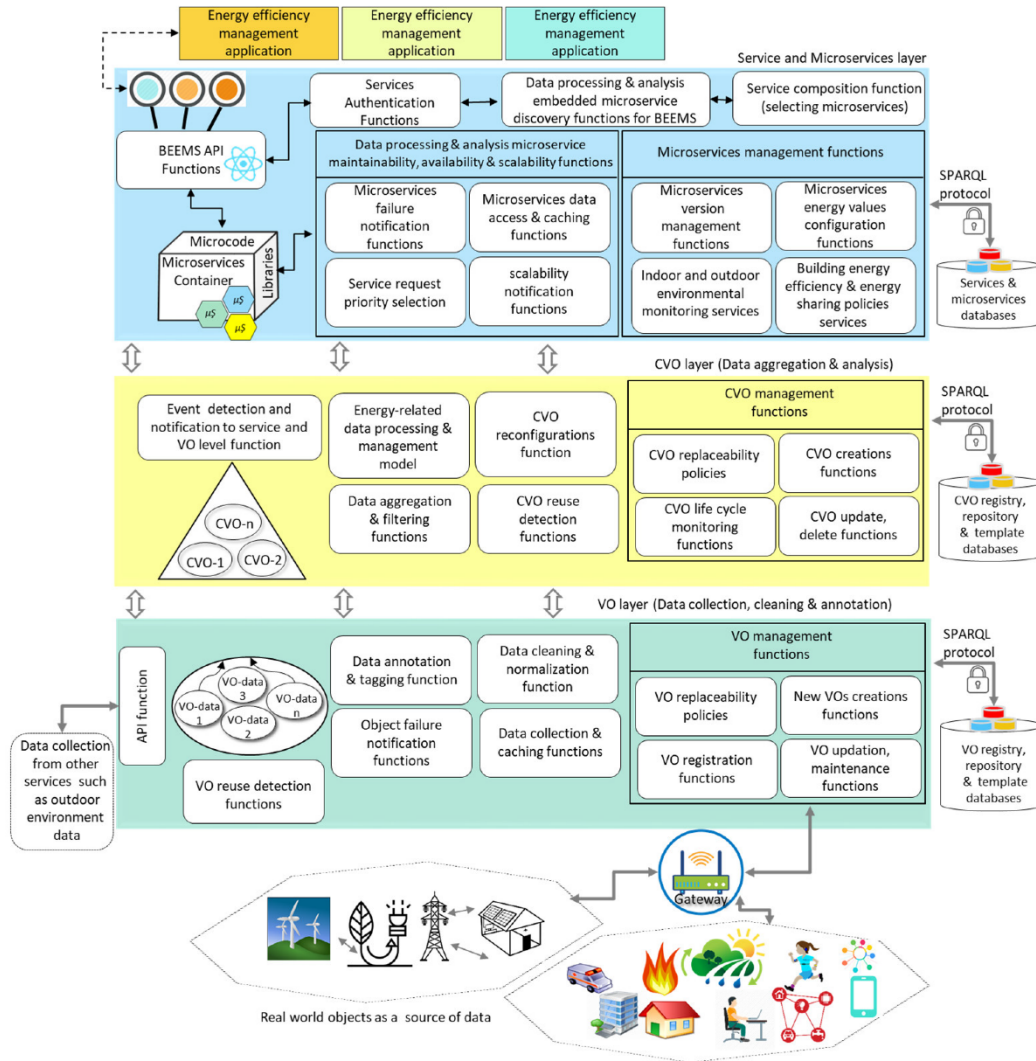 Energy efficiency
management
application
Energy efficiency
management
application
Energy efficiency
management
application
Service and Microservices layer
Services
Authentication
Functions
Data processing & analysis
embedded microservice
discovery functions for BEEMS
Service composition function
(selecting microservices)
BEEMS API
Functions
Data processing & analysis microservice
maintainability, availability & scalability functions
Microservices management functions
Microservices
failure
notification
functions
Microservices data
access & caching
functions
Microservices
version
management
functions
Microservices
energy values
configuration
functions
Service request
priority selection
scalability
notification
functions
Indoor and outdoor
environmental
monitoring services
Building energy
efficiency & energy
sharing policies
services
Microcode
Microservices
Container
Libraries
μ$
μ$
μ$
SPARQL
protocol
Services &
microservices
databases
CVO layer (Data aggregation & analysis)
Event detection and
notification to service and
VO level function
Energy-related
data processing &
management
model
CVO
reconfigurations
function
CVO management
functions
CVO replaceability
policies
CVO creations
functions
Data aggregation
& filtering
functions
CVO reuse
detection
functions
CVO life cycle
monitoring
functions
CVO update,
delete functions
CVO-n
CVO-1
CVO-2
SPARQL
protocol
CVO registry,
repository
& template
databases
VO layer (Data collection, cleaning & annotation)
API function
VO-data
3
VO-data
1
VO-data
2
VO-data
n
VO reuse detection
functions
Data annotation
& tagging function
Data cleaning &
normalization
function
Object failure
notification
functions
Data collection &
caching functions
VO management
functions
VO replaceability
policies
New VOs creations
functions
VO registration
functions
VO updation,
maintenance
functions
SPARQL
protocol
VO registry,
repository
& template
databases
Data collection
from other
services such
as outdoor
environment
data
Gateway
Real world objects as a source of data